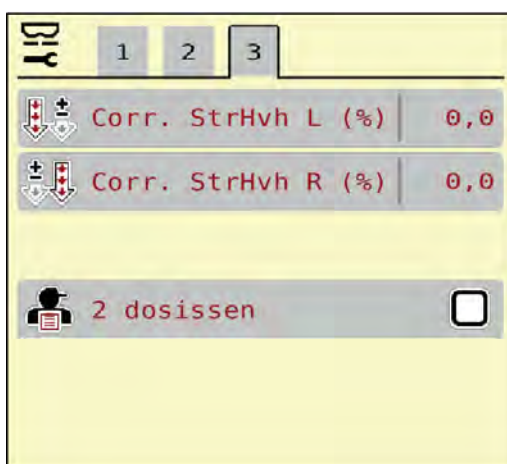 1 2 3
Corr. StrHvh L (%) 0,0
Corr. StrHvh R (%) 0,0
2 dosissen